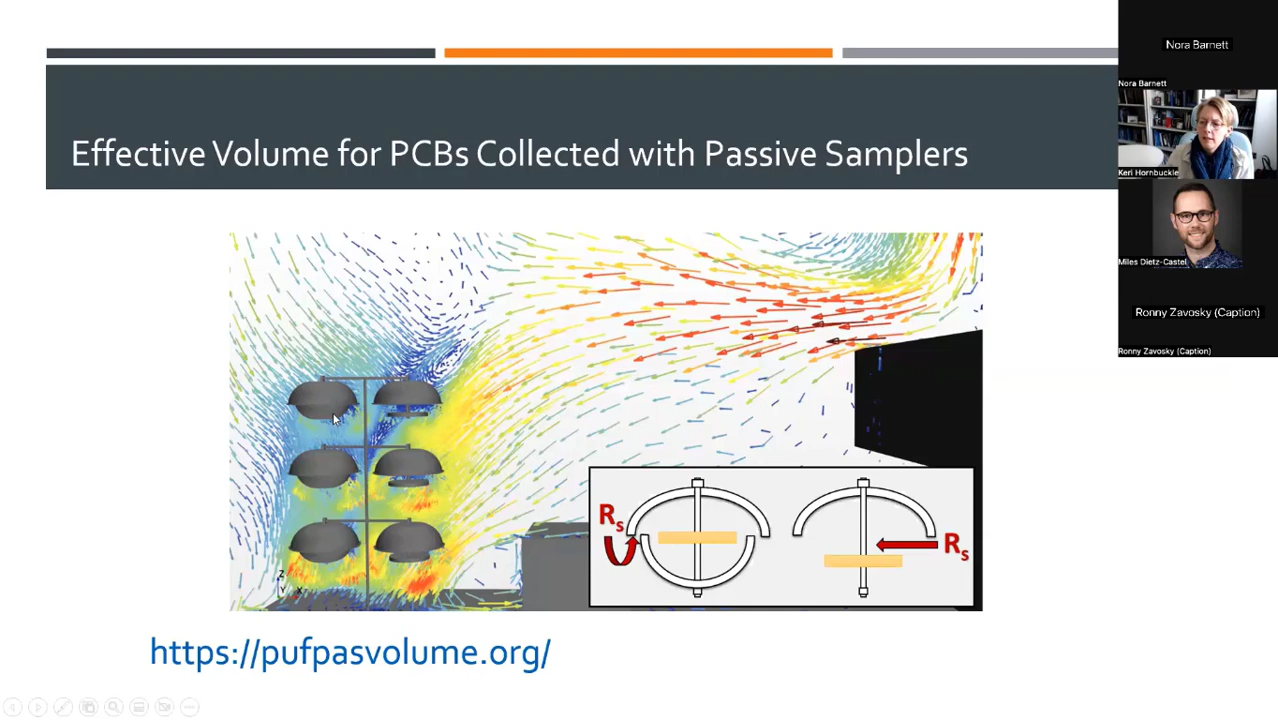 Effective Volume for PCBs Collected with Passive Samplers
Rs
Rs
Z
Y
X
https://pufpasvolume.org/
Nora Barnett
Nora Barnett
Keri Hornbuckle
Miles Dietz-Castel
Ronny Zavosky (Caption)
Ronny Zavosky (Caption)